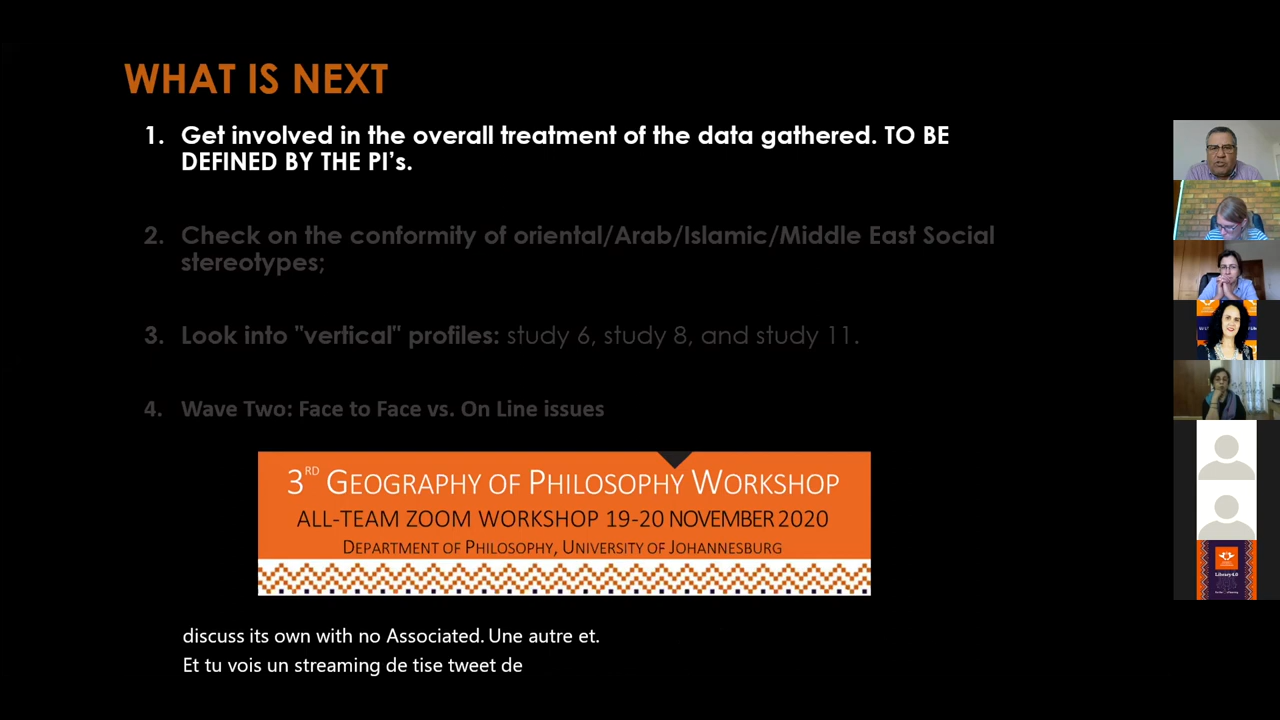 WHAT IS NEXT
1. Get involved in the overall treatment of the data gathered. TO BE
DEFINED BY THE PI's.
2. Check on the conformity of oriental/Arab/Islamic/Middle East Social
stereotypes;
3. Look into "vertical" profiles: study 6, study 8, and study 11.
4. Wave Two: Face to Face vs. On Line issues
3RD GEOGRAPHY OF PHILOSOPHY WORKSHOP
ALL-TEAM ZOOM WORKSHOP 19-20 NOVEMBER 2020
DEPARTMENT OF PHILOSOPHY, UNIVERSITY OF JOHANNESBURG
discuss its own with no Associated. Une autre et.
Et tu vois un streaming de tise tweet de
Library 4.0